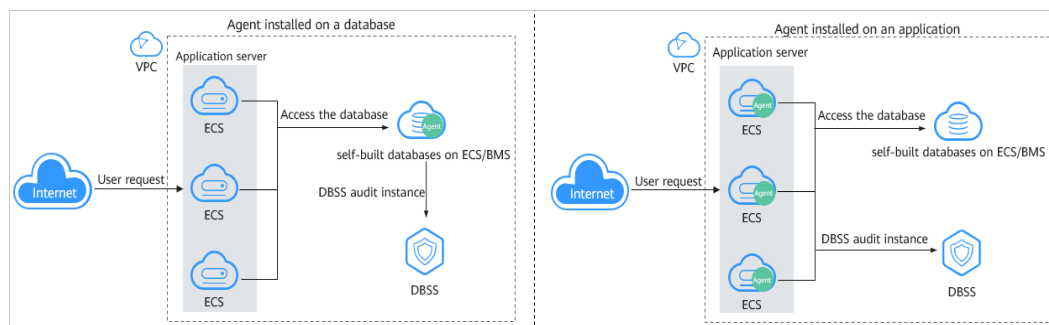 Agent installed on a database
VPC
Application server
ECS
Access the database
Agent
self-built databases on ECS/BMS
Internet
User request
ECS
DBSS audit instance
ECS
DBSS
Agent installed on an application
VPC
Application server
Agent
ECS
Access the database
self-built databases on ECS/BMS
Internet
User request
Agent
ECS
DBSS audit instance
Agent
ECS
DBSS